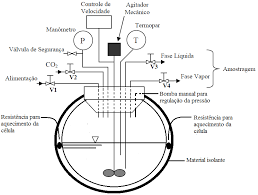 Controle de
Velocidade
Agitador
Mecânico
Manômetro
Termopar
P
T
Válvula de Segurança
Fase Líquida
V3
CO2
V2
Amostragem
Alimentação
V1
Fase Vapor
V4
Bomba manual para
regulação da pressão
Resistência para
aquecimento da
célula
Resistência para
aquecimento da
célula
Material isolante